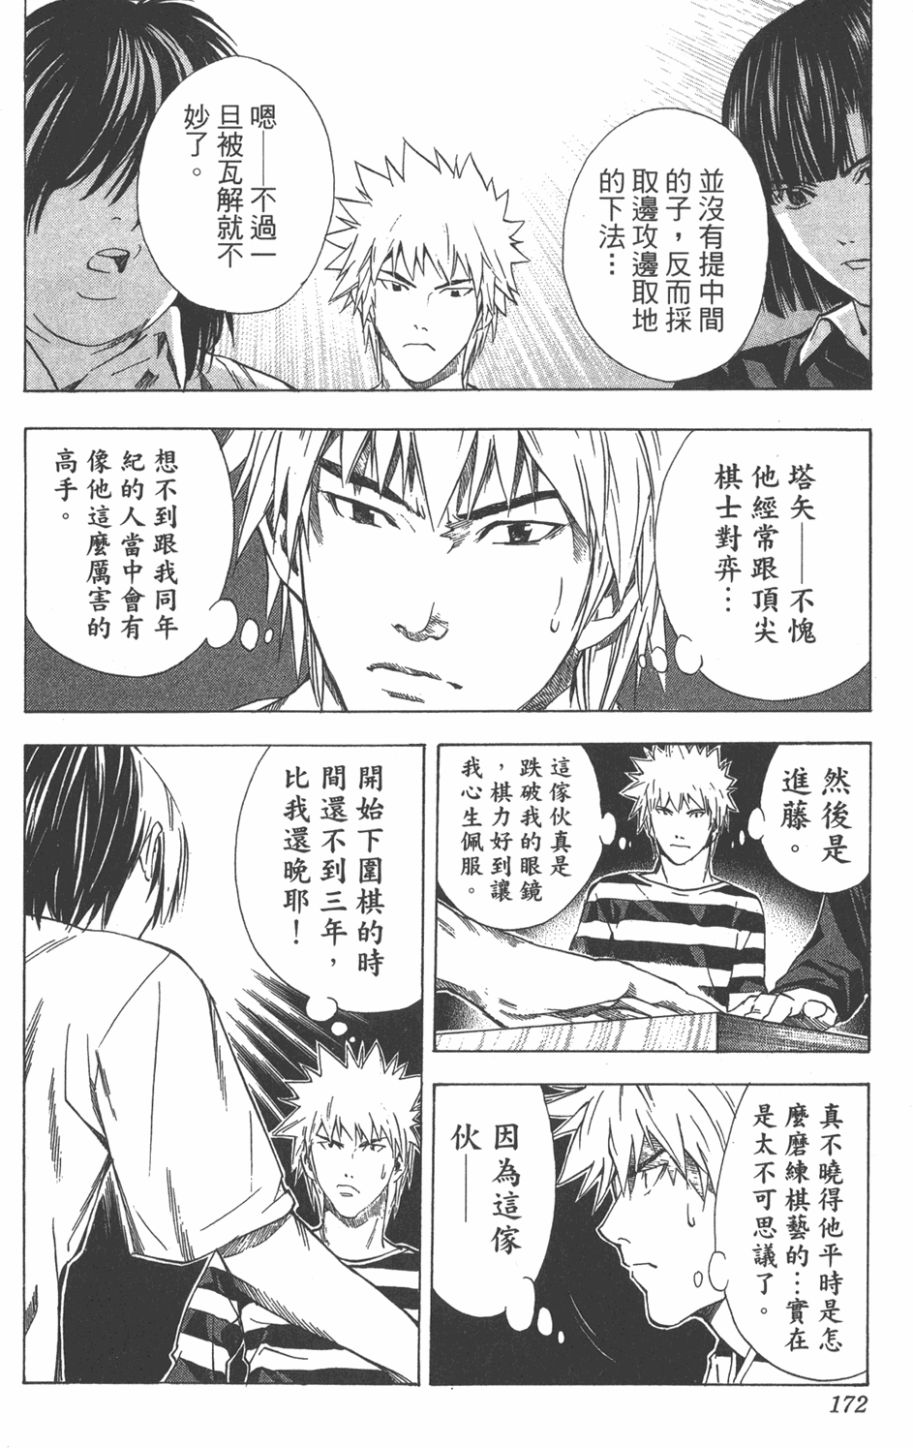 並沒有提中間
的子，反而採
取邊攻邊取地
的下法…
嗯——不過一
旦被瓦解就不
妙了。
塔矢——不愧
他經常跟頂尖
棋士對弈…
想不到跟我同年
紀的人當中會有
像他這麼厲害的
高手。
然後是
進藤。
這傢伙真是
跌破我的眼鏡
，棋力好到讓
我心生佩服。
開始下圍棋的時
間還不到三年，
比我還晚耶！
真不曉得他平時是怎
麼磨練棋藝的…實在
是太不可思議了。
因為這傢
伙——
172